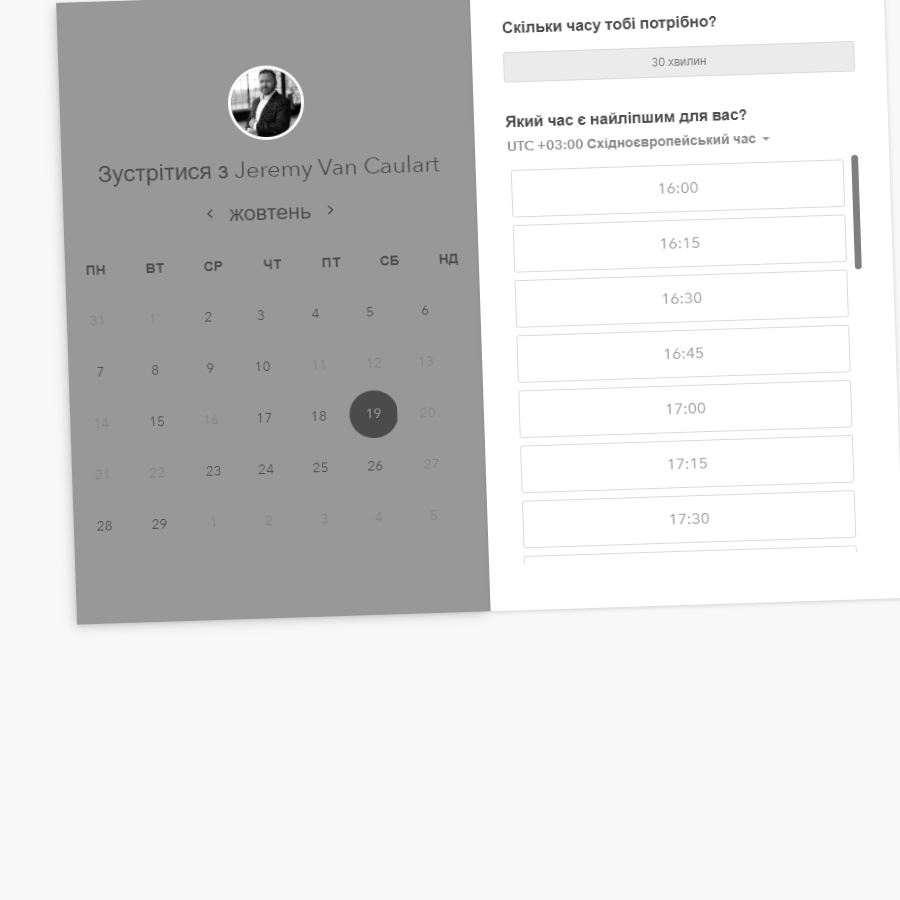 Зустрітися з Jeremy Van Caulart
жовтень
ПН ВТ СР ЧТ ПТ СБ НД
31 1 2 3 4 5 6
7 8 9 10 11 12 13
14 15 16 17 18 19 20
21 22 23 24 25 26 27
28 29 1 2 3 4 5
Скільки часу тобі потрібно?
30 хвилин
Який час є найліпшим для вас?
UTC +03:00 Східноєвропейський час
16:00
16:15
16:30
16:45
17:00
17:15
17:30